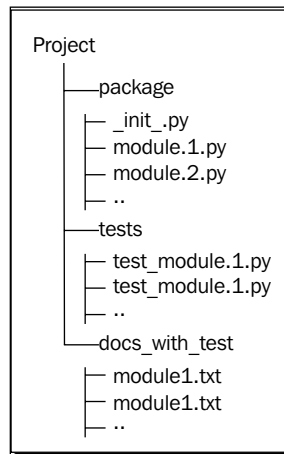 Project
package
_init_.py
module.1.py
module.2.py
..
tests
test_module.1.py
test_module.1.py
..
docs_with_test
module1.txt
module1.txt
..